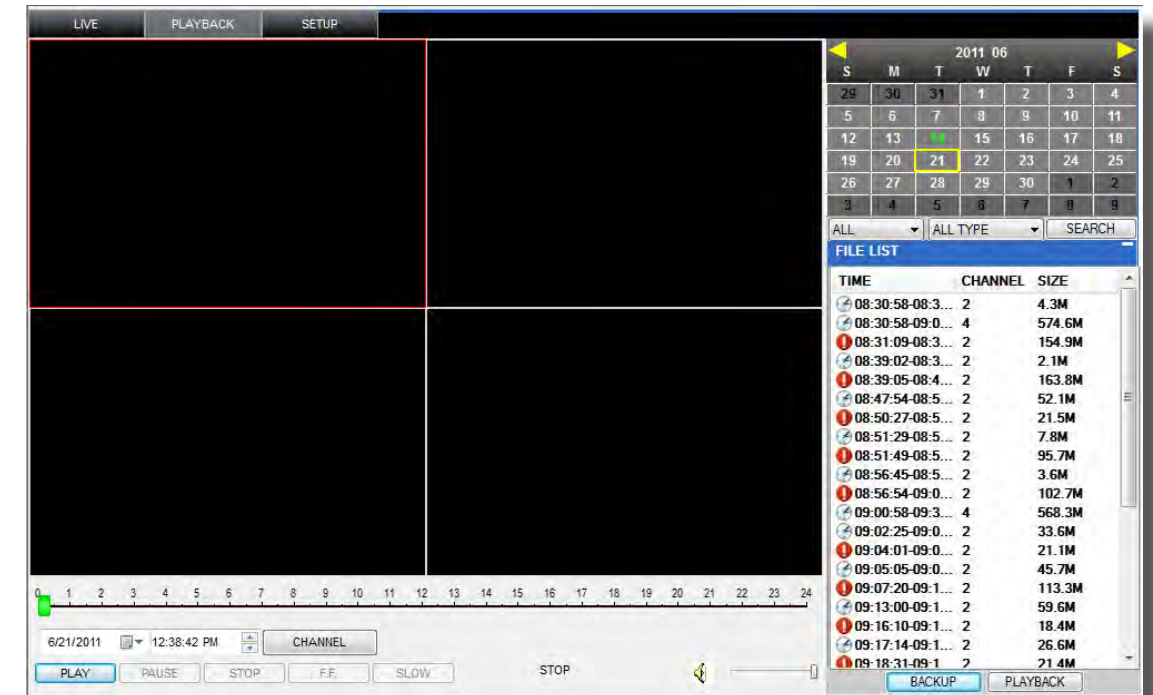 LIVE PLAYBACK SETUP
2011 06
S M T W T F S
29 30 31 1 2 3 4
5 6 7 8 9 10 11
12 13 14 15 16 17 18
19 20 21 22 23 24 25
26 27 28 29 30 1 2
3 4 5 6 7 8 9
ALL ALL TYPE SEARCH
FILE LIST
TIME CHANNEL SIZE
08:30:58-08:3... 2 4.3M
08:30:58-09:0... 4 574.6M
08:31:09-08:3... 2 154.9M
08:39:02-08:3... 2 2.1M
08:39:05-08:4... 2 163.8M
08:47:54-08:5... 2 52.1M
08:50:27-08:5... 2 21.5M
08:51:29-08:5... 2 7.8M
08:51:49-08:5... 2 95.7M
08:56:45-08:5... 2 3.6M
08:56:54-09:0... 2 102.7M
09:00:58-09:3... 4 568.3M
09:02:25-09:0... 2 33.6M
09:04:01-09:0... 2 21.1M
09:05:05-09:0... 2 45.7M
09:07:20-09:1... 2 113.3M
09:13:00-09:1... 2 59.6M
09:16:10-09:1... 2 18.4M
09:17:14-09:1... 2 26.6M
09:18:31-09:1 2 21.4M
BACKUP PLAYBACK
0 1 2 3 4 5 6 7 8 9 10 11 12 13 14 15 16 17 18 19 20 21 22 23 24
6/21/2011 12:38:42 PM CHANNEL
PLAY PAUSE STOP F.F. SLOW STOP